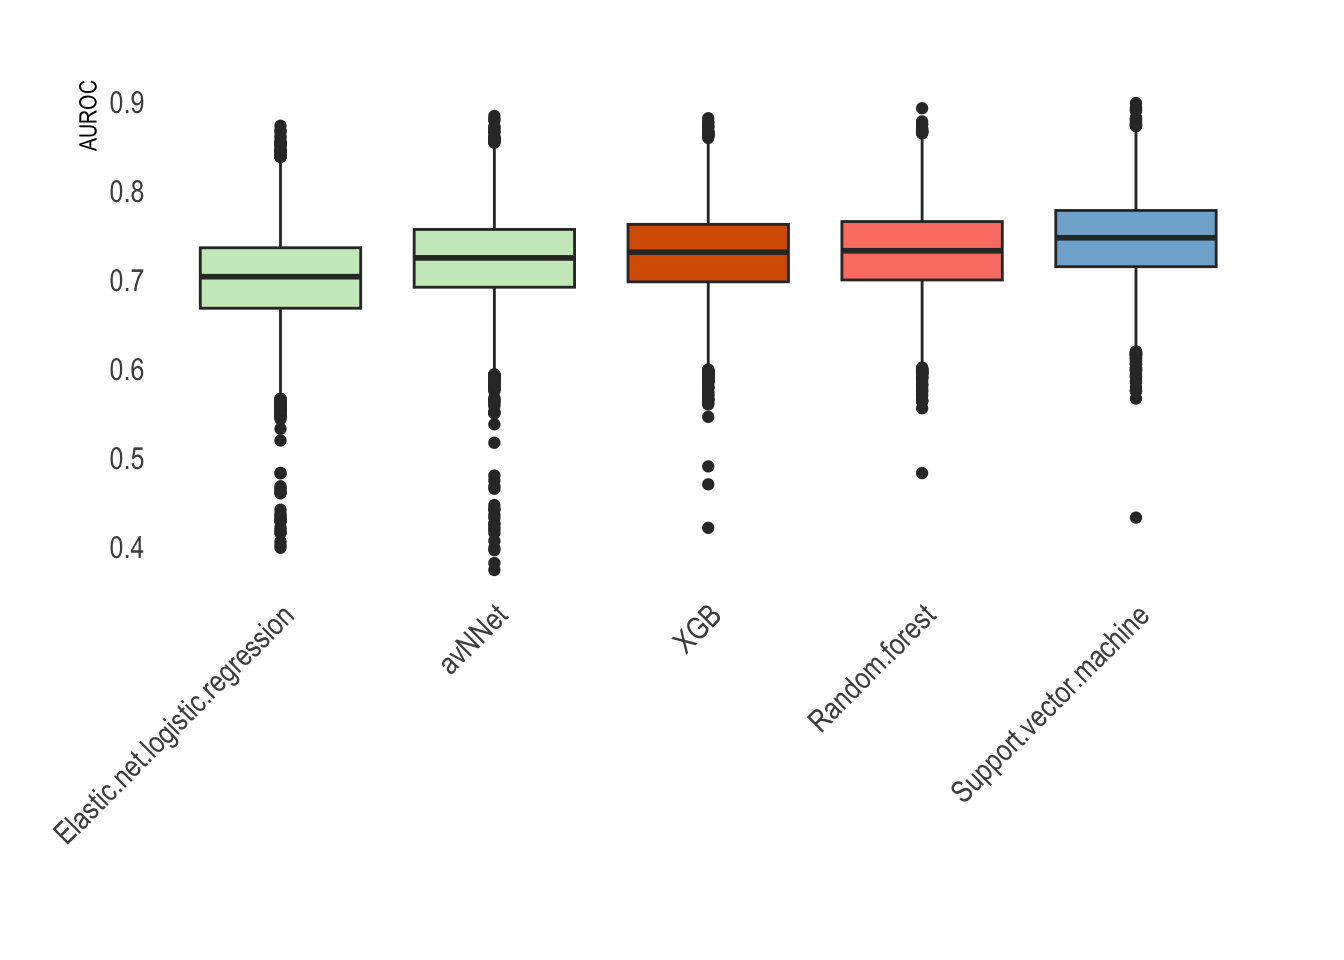 AUROC
0.9
0.8
0.7
0.6
0.5
0.4
Elastic.net.logistic.regression
avNNet
XGB
Random.forest
Support.vector.machine